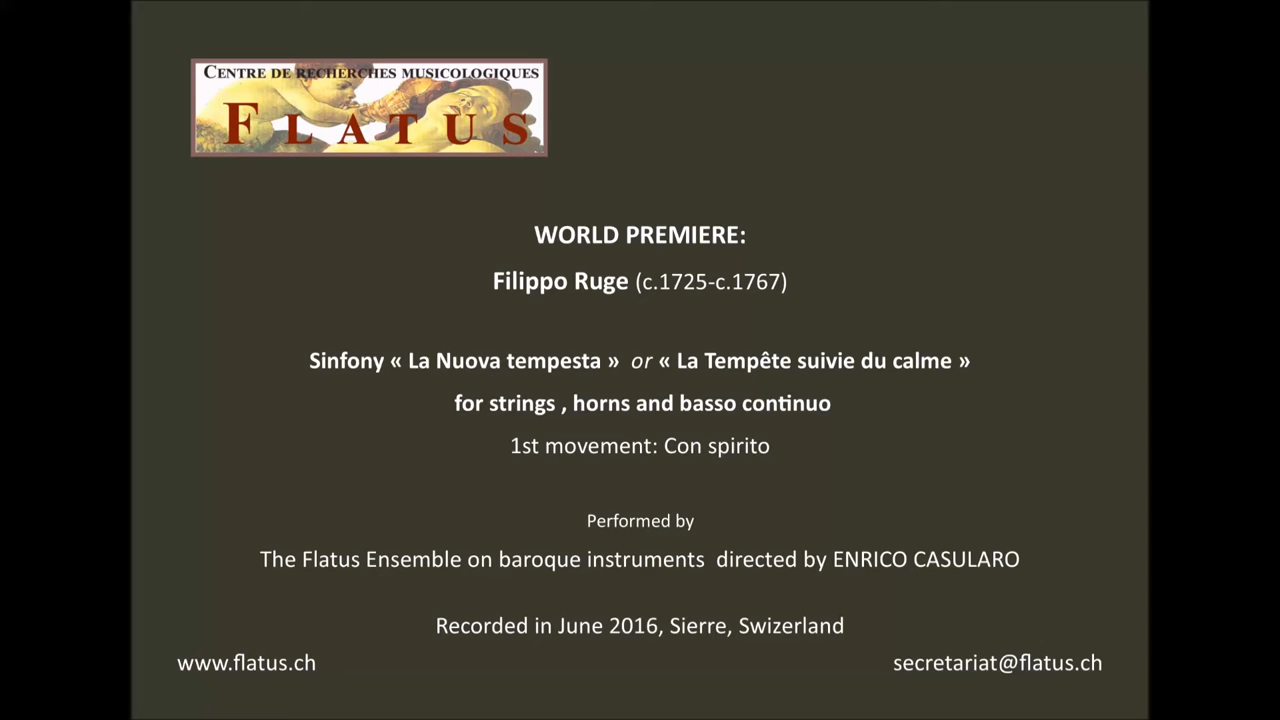 CENTRE DE RECHERCHES MUSICOLOGIQUES
FLATUS
WORLD PREMIERE:
Filippo Ruge (c.1725-c.1767)
Sinfony « La Nuova tempesta » or « La Tempête suivie du calme »
for strings , horns and basso continuo
1st movement: Con spirito
Performed by
The Flatus Ensemble on baroque instruments directed by ENRICO CASULARO
Recorded in June 2016, Sierre, Swizerland
www.flatus.ch
secretariat@flatus.ch